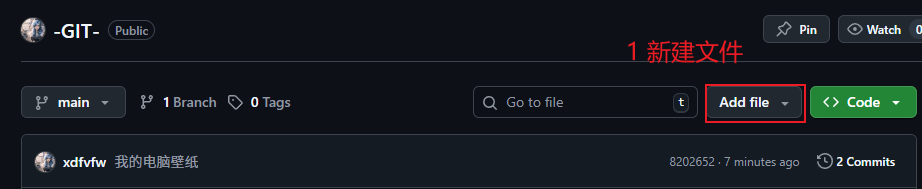 -GIT- Public Pin Watch 0
1 新建文件
main 1 Branch 0 Tags Go to file t Add file <> Code
xdfvfw 我的电脑壁纸 8202652 · 7 minutes ago 2 Commits